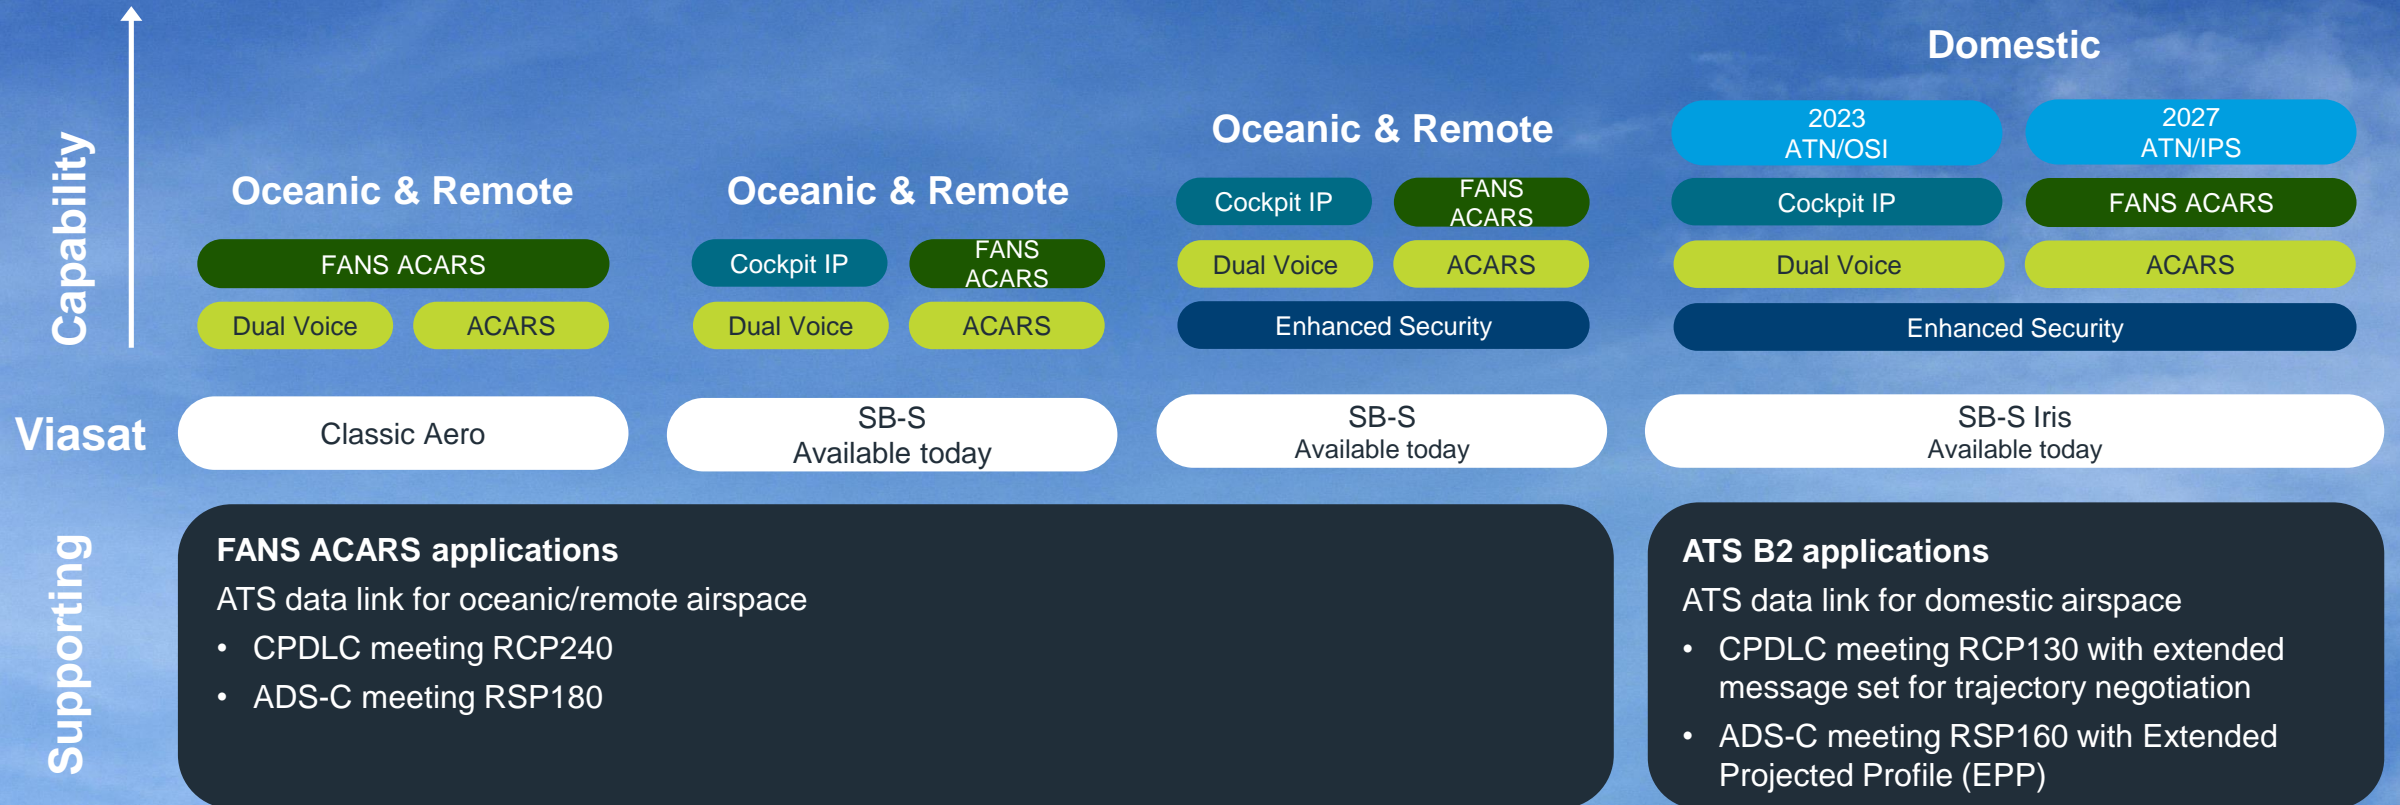 Capability
Oceanic & Remote
FANS ACARS
Dual Voice
ACARS
Oceanic & Remote
Cockpit IP
FANS
ACARS
Dual Voice
ACARS
Oceanic & Remote
Cockpit IP
FANS
ACARS
Dual Voice
ACARS
Enhanced Security
Domestic
2023
ATN/OSI
2027
ATN/IPS
Cockpit IP
FANS ACARS
Dual Voice
ACARS
Enhanced Security
Viasat
Classic Aero
SB-S
Available today
SB-S
Available today
SB-S Iris
Available today
Supporting
FANS ACARS applications
ATS data link for oceanic/remote airspace
• CPDLC meeting RCP240
• ADS-C meeting RSP180
ATS B2 applications
ATS data link for domestic airspace
• CPDLC meeting RCP130 with extended
message set for trajectory negotiation
• ADS-C meeting RSP160 with Extended
Projected Profile (EPP)